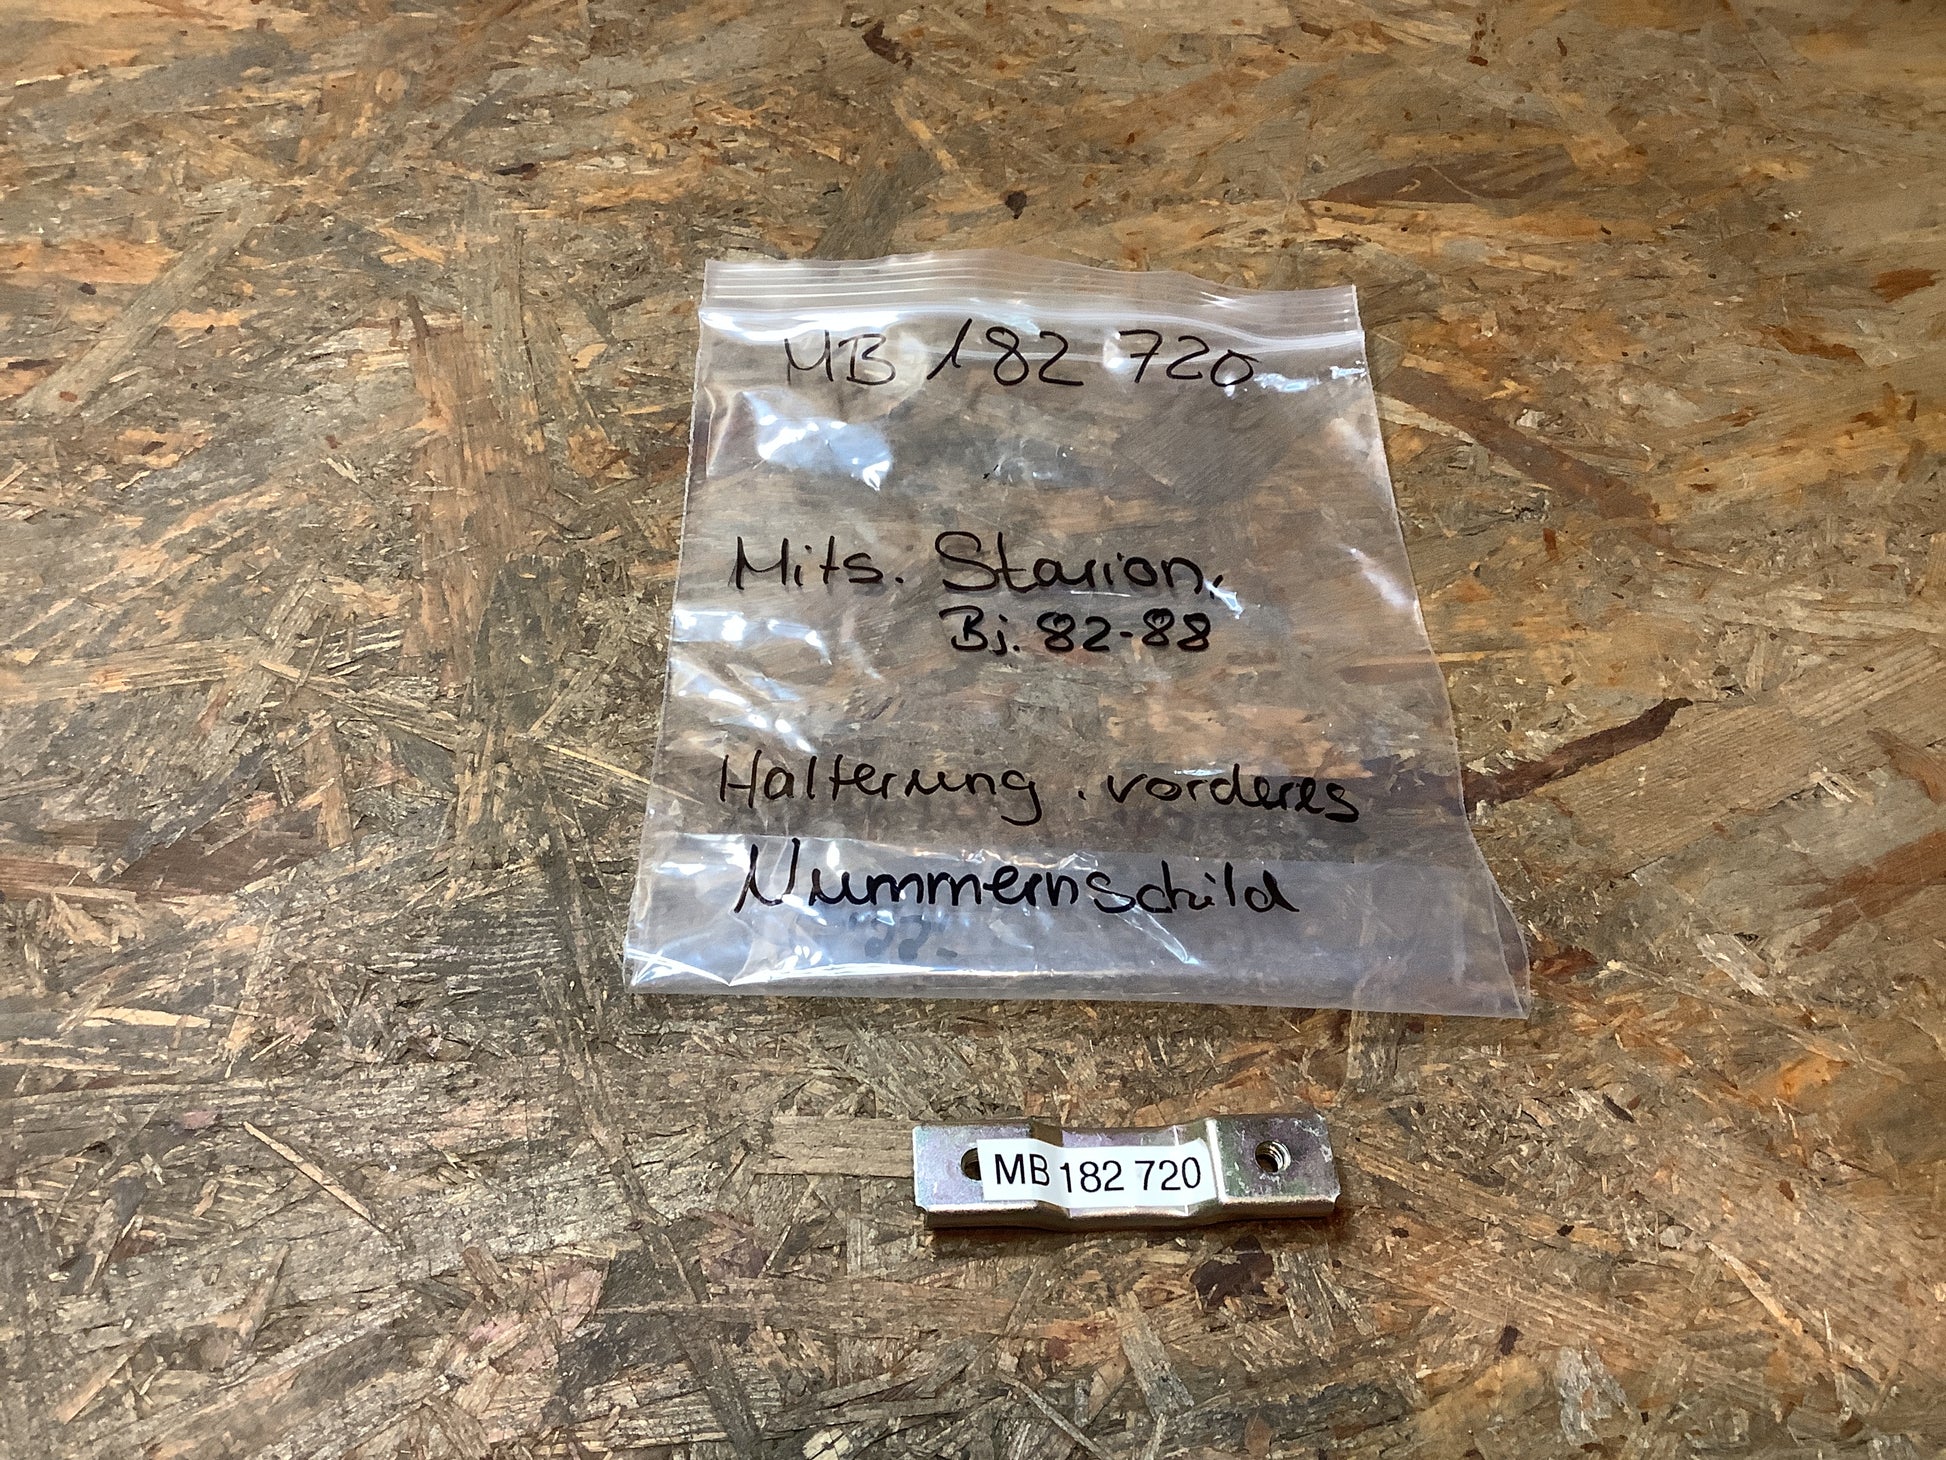 MB 182 720
Mits. Starion,
Bj. 82-88
Halterung . vorderes
Nummernschild
MB 182 720